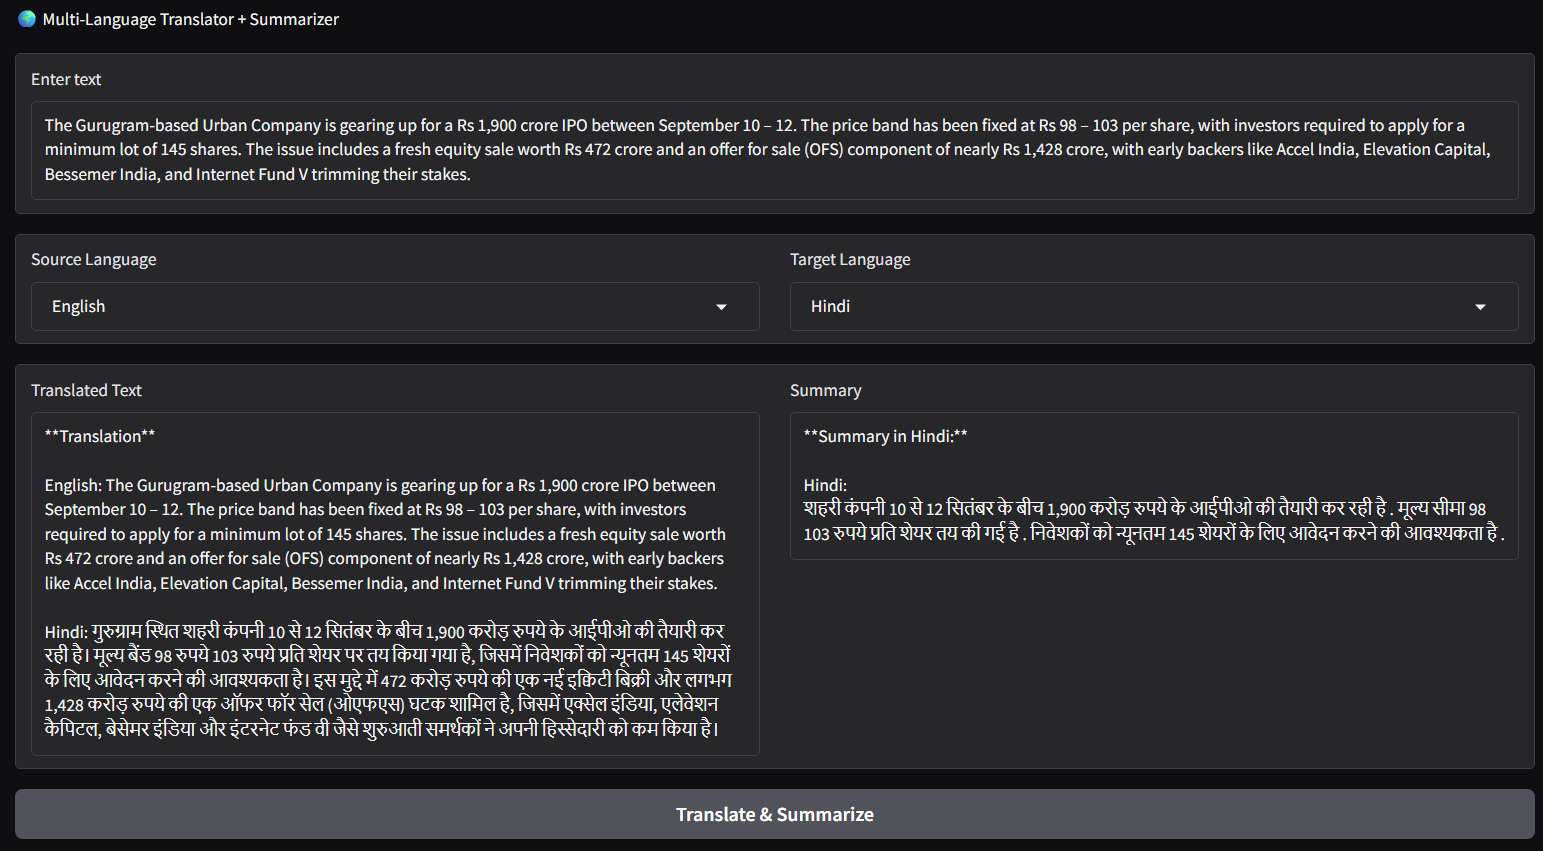 🌍 Multi-Language Translator + Summarizer
Enter text
The Gurugram-based Urban Company is gearing up for a Rs 1,900 crore IPO between September 10 – 12. The price band has been fixed at Rs 98 – 103 per share, with investors required to apply for a
minimum lot of 145 shares. The issue includes a fresh equity sale worth Rs 472 crore and an offer for sale (OFS) component of nearly Rs 1,428 crore, with early backers like Accel India, Elevation Capital,
Bessemer India, and Internet Fund V trimming their stakes.
Source Language
English
Target Language
Hindi
Translated Text
**Translation**
English: The Gurugram-based Urban Company is gearing up for a Rs 1,900 crore IPO between
September 10 – 12. The price band has been fixed at Rs 98 – 103 per share, with investors
required to apply for a minimum lot of 145 shares. The issue includes a fresh equity sale worth
Rs 472 crore and an offer for sale (OFS) component of nearly Rs 1,428 crore, with early backers
like Accel India, Elevation Capital, Bessemer India, and Internet Fund V trimming their stakes.
Hindi: गुरुग्राम स्थित शहरी कंपनी 10 से 12 सितंबर के बीच 1,900 करोड़ रुपये के आईपीओ की तैयारी कर
रही है। मूल्य बैंड 98 रुपये 103 रुपये प्रति शेयर पर तय किया गया है, जिसमें निवेशकों को न्यूनतम 145 शेयरों
के लिए आवेदन करने की आवश्यकता है। इस मुद्दे में 472 करोड़ रुपये की एक नई इक्विटी बिक्री और लगभग
1,428 करोड़ रुपये की एक ऑफर फॉर सेल (ओएफएस) घटक शामिल है, जिसमें एक्सेल इंडिया, एलेवेशन
कैपिटल, बेसेमर इंडिया और इंटरनेट फंड वी जैसे शुरुआती समर्थकों ने अपनी हिस्सेदारी को कम किया है।
Summary
**Summary in Hindi:**
Hindi:
शहरी कंपनी 10 से 12 सितंबर के बीच 1,900 करोड़ रुपये के आईपीओ की तैयारी कर रही है . मूल्य सीमा 98
103 रुपये प्रति शेयर तय की गई है . निवेशकों को न्यूनतम 145 शेयरों के लिए आवेदन करने की आवश्यकता है .
Translate & Summarize